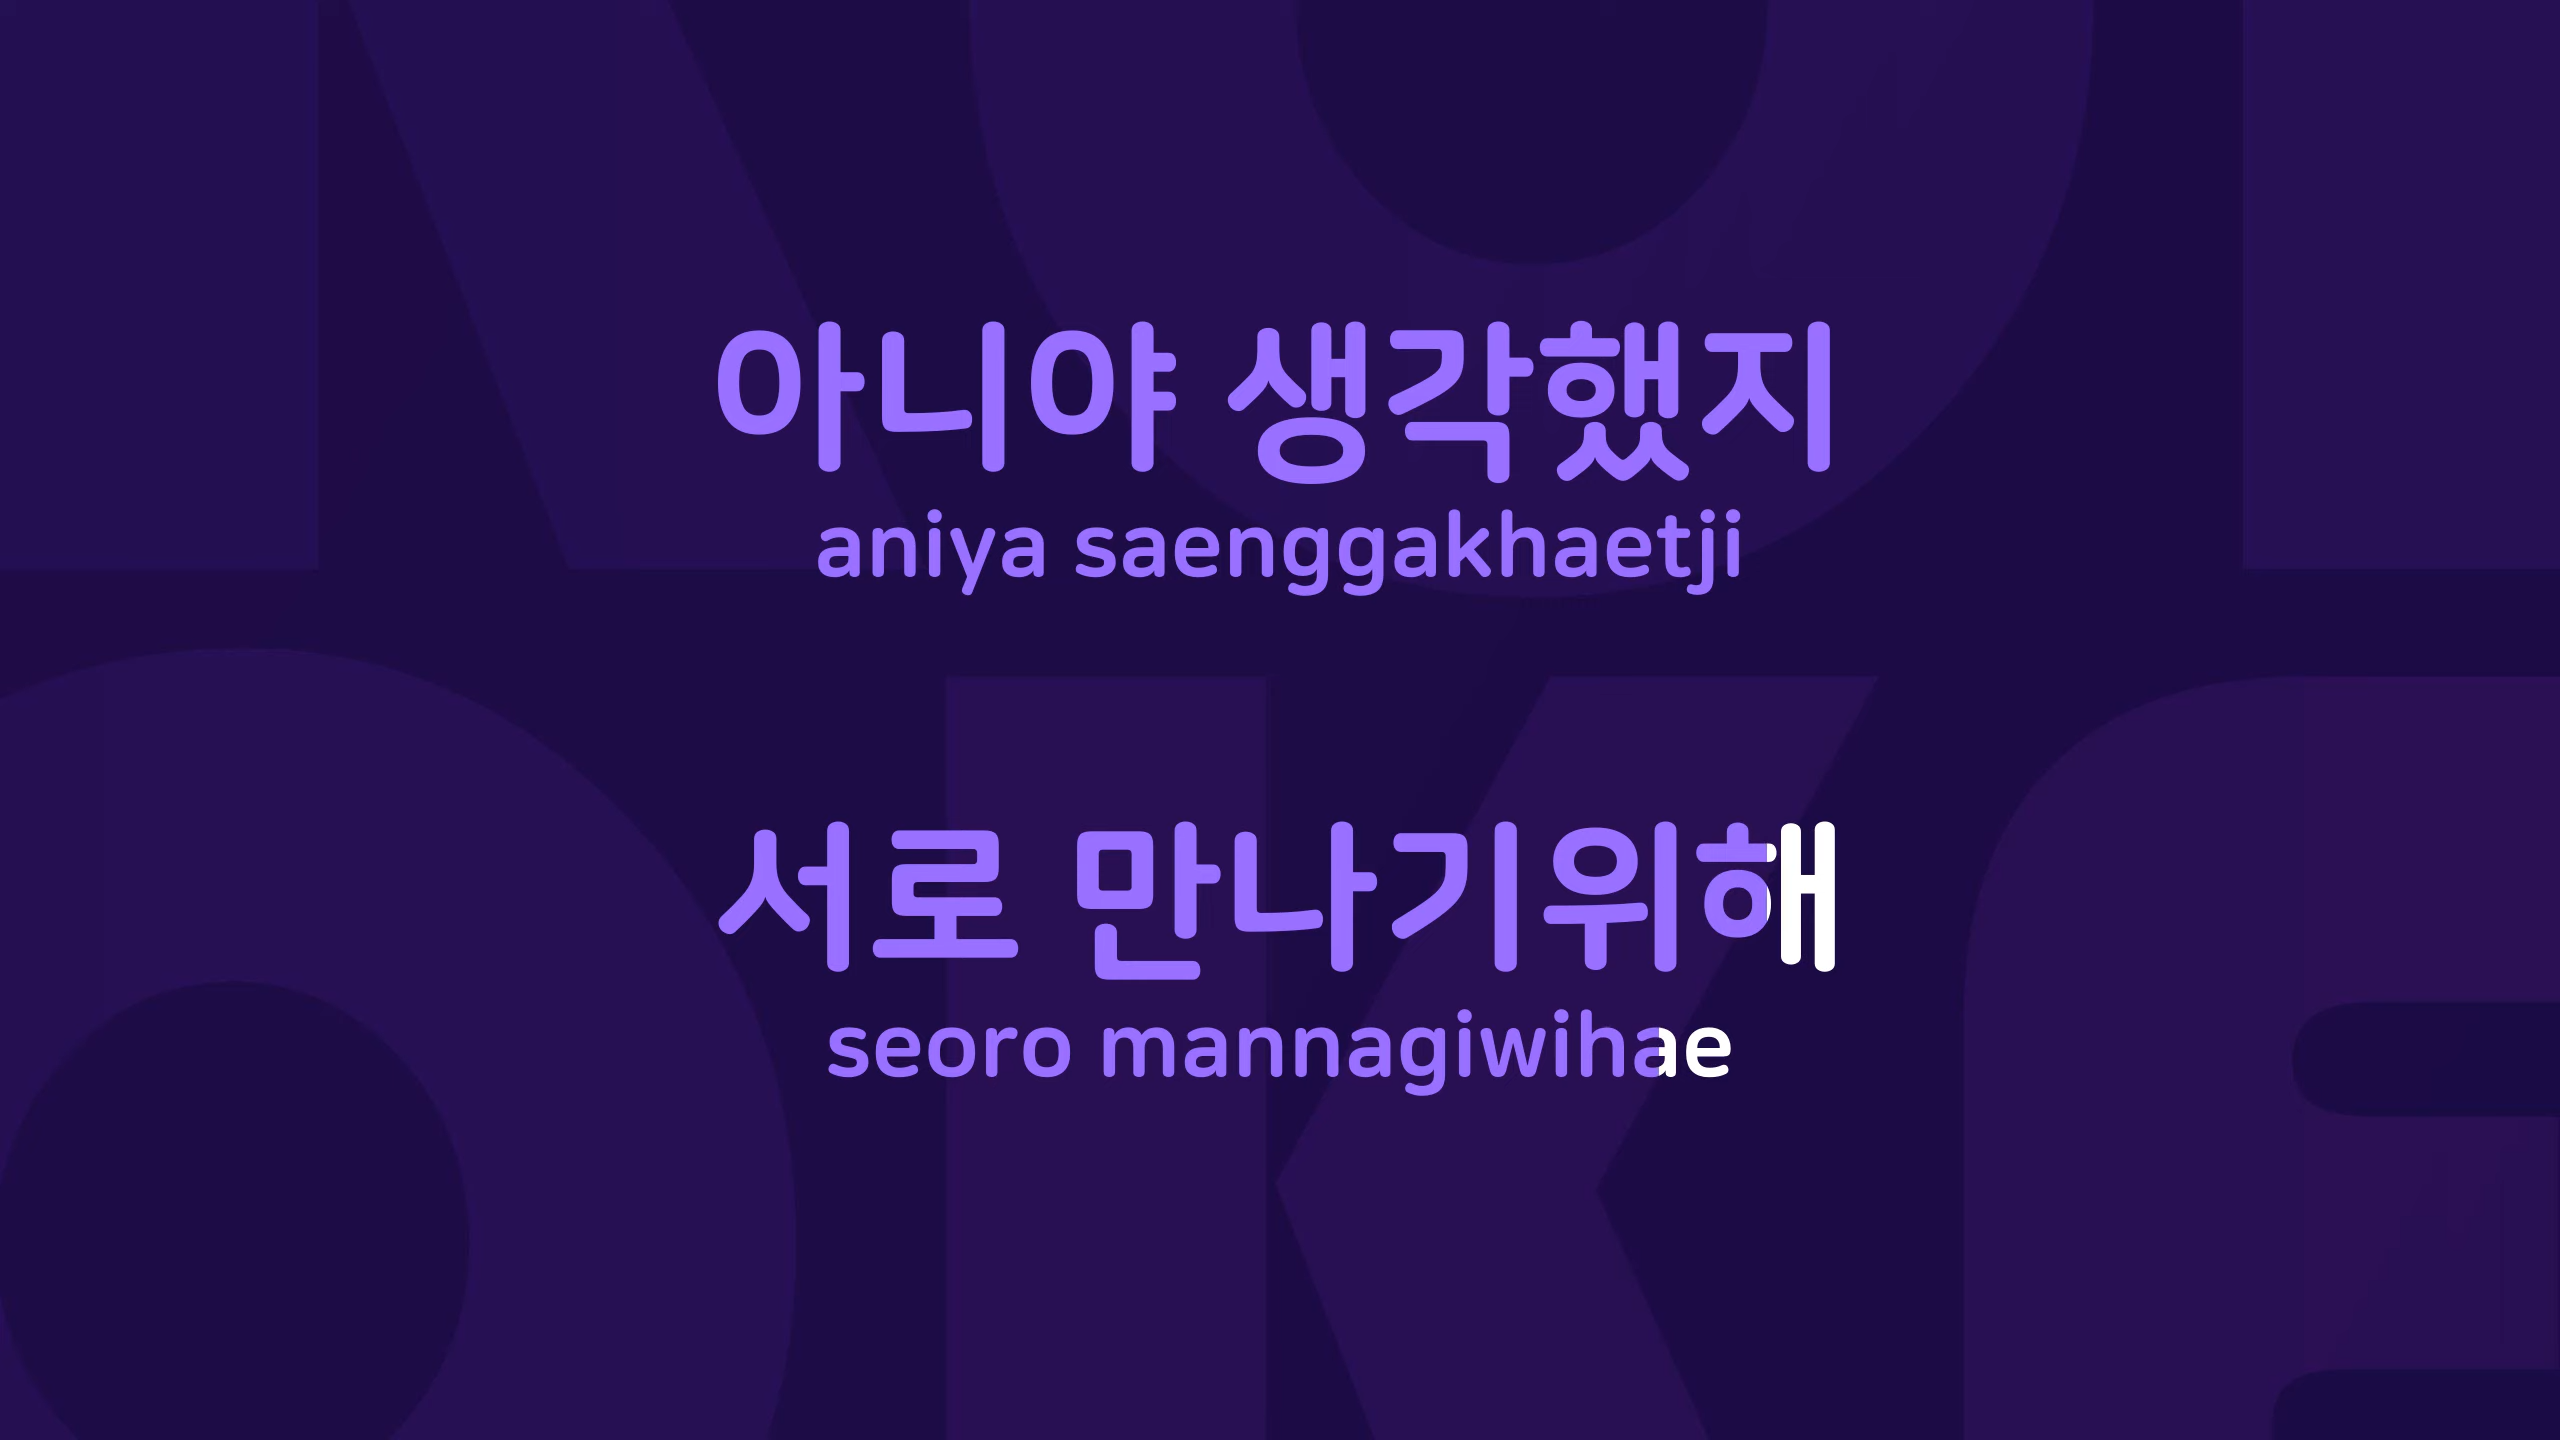 아니야 생각했지
aniya saenggakhaetji
서로 만나기위해
seoro mannagiwihae